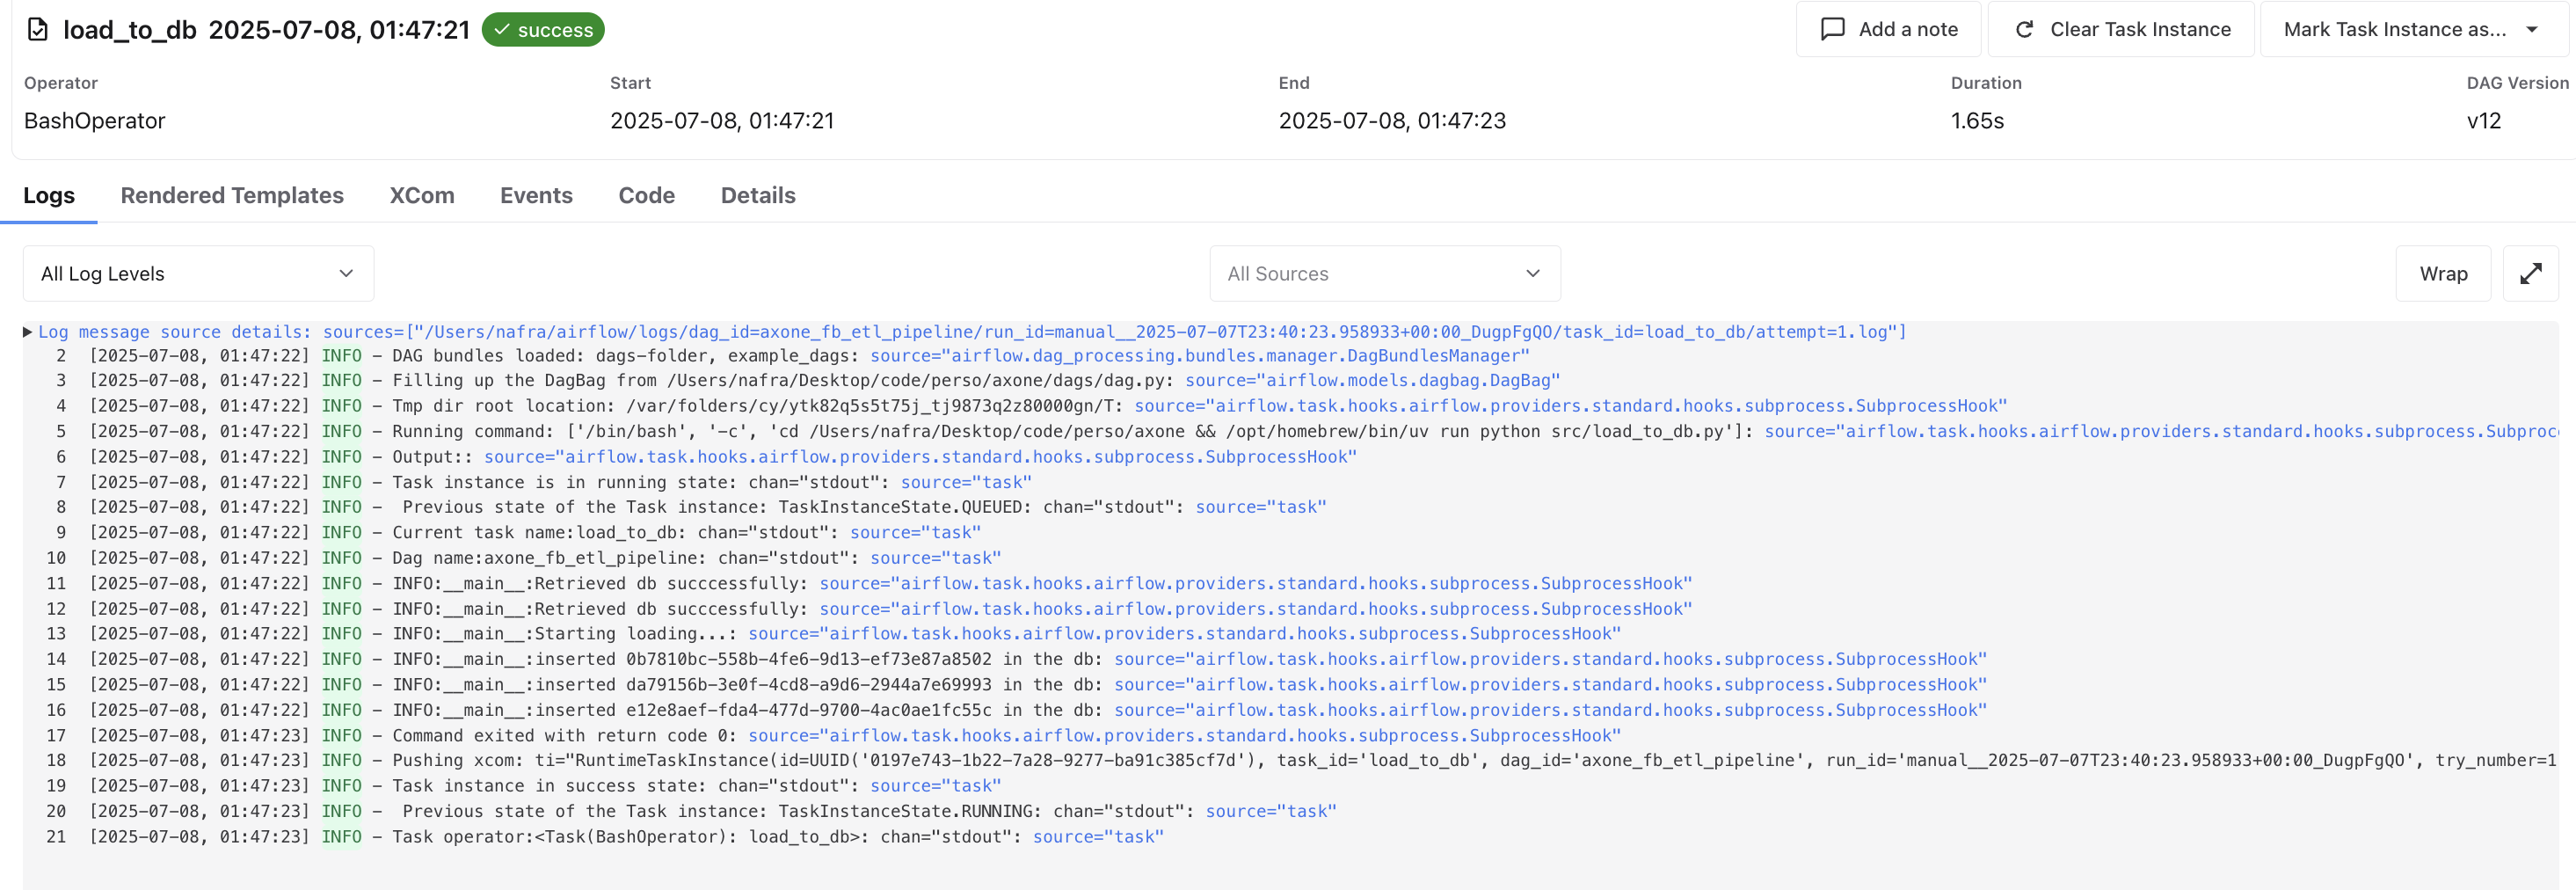 load_to_db 2025-07-08, 01:47:21 success
Add a note
Clear Task Instance
Mark Task Instance as...
Operator Start End Duration DAG Version
BashOperator 2025-07-08, 01:47:21 2025-07-08, 01:47:23 1.65s v12
Logs Rendered Templates XCom Events Code Details
All Log Levels All Sources Wrap
Log message source details: sources=["/Users/nafra/airflow/logs/dag_id=axone_fb_etl_pipeline/run_id=manual__2025-07-07T23:40:23.958933+00:00_DugpFgQO/task_id=load_to_db/attempt=1.log"]
2 [2025-07-08, 01:47:22] INFO - DAG bundles loaded: dags-folder, example_dags: source="airflow.dag_processing.bundles.manager.DagBundlesManager"
3 [2025-07-08, 01:47:22] INFO - Filling up the DagBag from /Users/nafra/Desktop/code/perso/axone/dags/dag.py: source="airflow.models.dagbag.DagBag"
4 [2025-07-08, 01:47:22] INFO - Tmp dir root location: /var/folders/cy/ytk82q5s5t75j_tj9873q2z80000gn/T: source="airflow.task.hooks.airflow.providers.standard.hooks.subprocess.SubprocessHook"
5 [2025-07-08, 01:47:22] INFO - Running command: ['/bin/bash', '-c', 'cd /Users/nafra/Desktop/code/perso/axone && /opt/homebrew/bin/uv run python src/load_to_db.py']: source="airflow.task.hooks.airflow.providers.standard.hooks.subprocess.Subproc
6 [2025-07-08, 01:47:22] INFO - Output:: source="airflow.task.hooks.airflow.providers.standard.hooks.subprocess.SubprocessHook"
7 [2025-07-08, 01:47:22] INFO - Task instance is in running state: chan="stdout": source="task"
8 [2025-07-08, 01:47:22] INFO -  Previous state of the Task instance: TaskInstanceState.QUEUED: chan="stdout": source="task"
9 [2025-07-08, 01:47:22] INFO - Current task name:load_to_db: chan="stdout": source="task"
10 [2025-07-08, 01:47:22] INFO - Dag name:axone_fb_etl_pipeline: chan="stdout": source="task"
11 [2025-07-08, 01:47:22] INFO - INFO:__main__:Retrieved db succcessfully: source="airflow.task.hooks.airflow.providers.standard.hooks.subprocess.SubprocessHook"
12 [2025-07-08, 01:47:22] INFO - INFO:__main__:Retrieved db succcessfully: source="airflow.task.hooks.airflow.providers.standard.hooks.subprocess.SubprocessHook"
13 [2025-07-08, 01:47:22] INFO - INFO:__main__:Starting loading...: source="airflow.task.hooks.airflow.providers.standard.hooks.subprocess.SubprocessHook"
14 [2025-07-08, 01:47:22] INFO - INFO:__main__:inserted 0b7810bc-558b-4fe6-9d13-ef73e87a8502 in the db: source="airflow.task.hooks.airflow.providers.standard.hooks.subprocess.SubprocessHook"
15 [2025-07-08, 01:47:22] INFO - INFO:__main__:inserted da79156b-3e0f-4cd8-a9d6-2944a7e69993 in the db: source="airflow.task.hooks.airflow.providers.standard.hooks.subprocess.SubprocessHook"
16 [2025-07-08, 01:47:22] INFO - INFO:__main__:inserted e12e8aef-fda4-477d-9700-4ac0ae1fc55c in the db: source="airflow.task.hooks.airflow.providers.standard.hooks.subprocess.SubprocessHook"
17 [2025-07-08, 01:47:23] INFO - Command exited with return code 0: source="airflow.task.hooks.airflow.providers.standard.hooks.subprocess.SubprocessHook"
18 [2025-07-08, 01:47:23] INFO - Pushing xcom: ti="RuntimeTaskInstance(id=UUID('0197e743-1b22-7a28-9277-ba91c385cf7d'), task_id='load_to_db', dag_id='axone_fb_etl_pipeline', run_id='manual__2025-07-07T23:40:23.958933+00:00_DugpFgQO', try_number=1
19 [2025-07-08, 01:47:23] INFO - Task instance in success state: chan="stdout": source="task"
20 [2025-07-08, 01:47:23] INFO -  Previous state of the Task instance: TaskInstanceState.RUNNING: chan="stdout": source="task"
21 [2025-07-08, 01:47:23] INFO - Task operator:<Task(BashOperator): load_to_db>: chan="stdout": source="task"